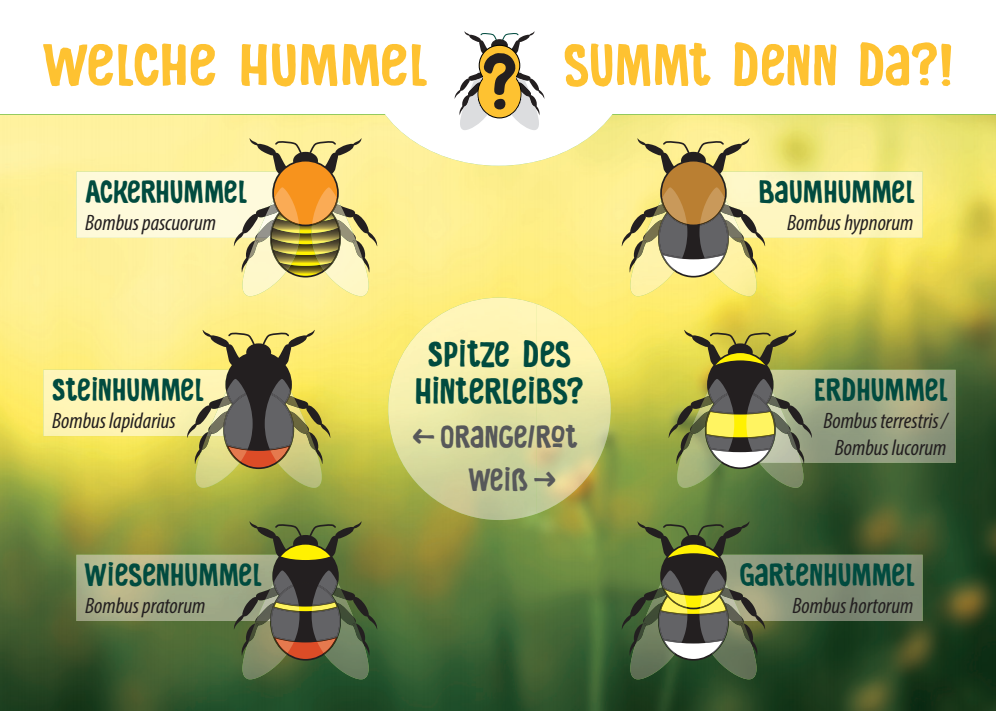 WELCHE HUMMEL ? SUMMT DENN DA?!
ACKERHUMMEL
Bombus pascuorum
BAUMHUMMEL
Bombus hypnorum
STEINHUMMEL
Bombus lapidarius
SPITZE DES
HINTERLEIBS?
← ORANGE/ROT
WEIß →
ERDHUMMEL
Bombus terrestris /
Bombus lucorum
WIESENHUMMEL
Bombus pratorum
GARTENHUMMEL
Bombus hortorum